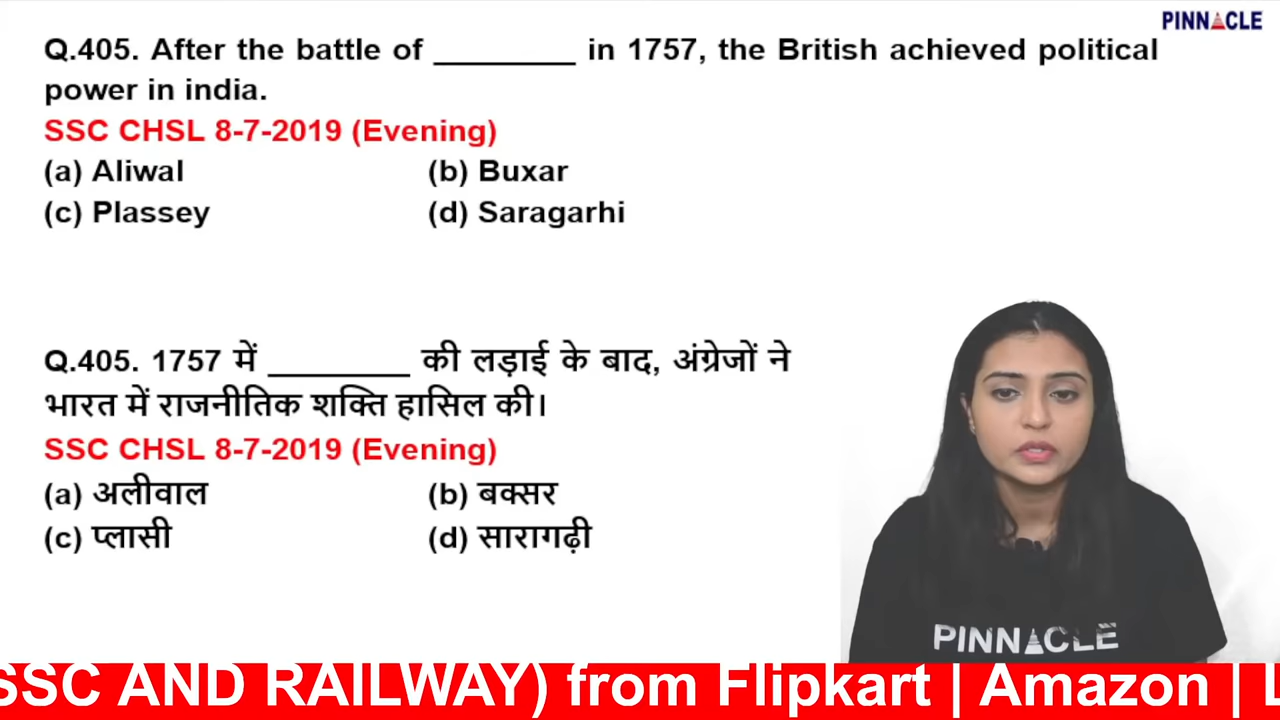 PINNACLE
Q.405. After the battle of ________ in 1757, the British achieved political
power in india.
SSC CHSL 8-7-2019 (Evening)
(a) Aliwal (b) Buxar
(c) Plassey (d) Saragarhi
Q.405. 1757 में ________ की लड़ाई के बाद, अंग्रेजों ने
भारत में राजनीतिक शक्ति हासिल की।
SSC CHSL 8-7-2019 (Evening)
(a) अलीवाल (b) बक्सर
(c) प्लासी (d) सारागढ़ी
PINNACLE
SSC AND RAILWAY) from Flipkart | Amazon |